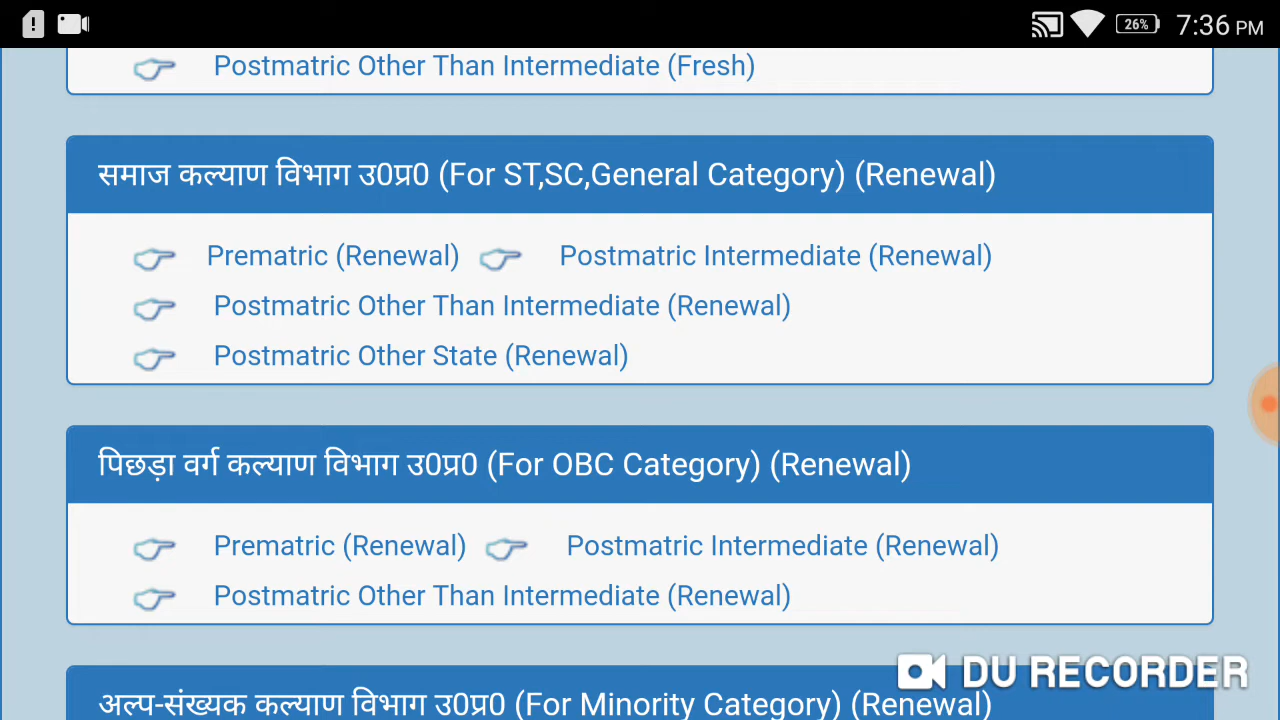 26% 7:36 PM
Postmatric Other Than Intermediate (Fresh)
समाज कल्याण विभाग उ0प्र0 (For ST,SC,General Category) (Renewal)
Prematric (Renewal) Postmatric Intermediate (Renewal)
Postmatric Other Than Intermediate (Renewal)
Postmatric Other State (Renewal)
पिछड़ा वर्ग कल्याण विभाग उ0प्र0 (For OBC Category) (Renewal)
Prematric (Renewal) Postmatric Intermediate (Renewal)
Postmatric Other Than Intermediate (Renewal)
DU RECORDER
अल्प-संख्यक कल्याण विभाग उ0प्र0 (For Minority Category) (Renewal)